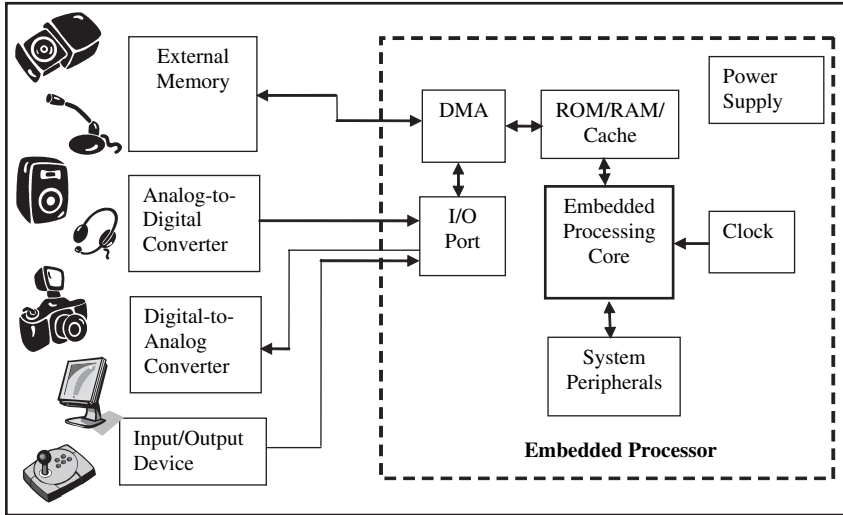 External
Memory
Analog-to-
Digital
Converter
Digital-to-
Analog
Converter
Input/Output
Device
DMA
ROM/RAM/
Cache
Power
Supply
I/O
Port
Embedded
Processing
Core
Clock
System
Peripherals
Embedded Processor